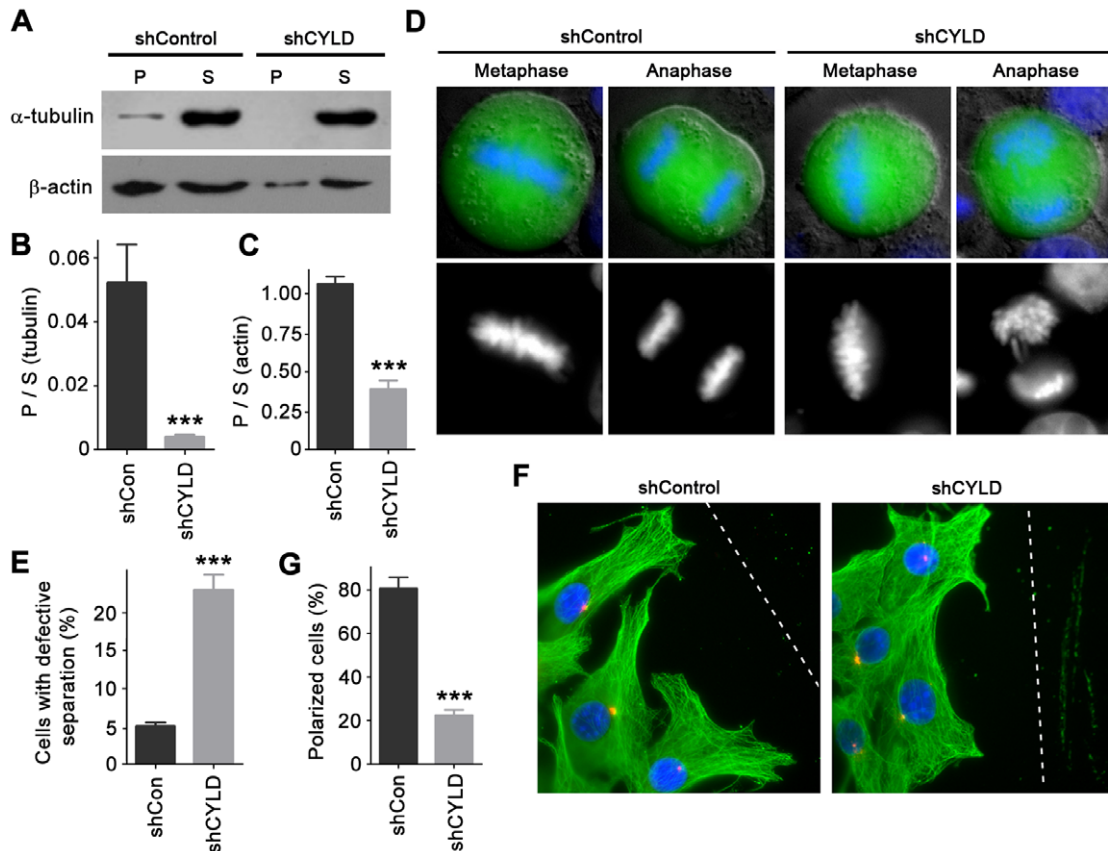 A
shControl shCYLD
P S P S
α-tubulin
β-actin
B
P / S (tubulin)
0.06
0.04
0.02
0
***
shCon
shCYLD
C
P / S (actin)
1.00
0.75
0.50
0.25
0
***
shCon
shCYLD
D
shControl shCYLD
Metaphase Anaphase Metaphase Anaphase
E
Cells with defective
separation (%)
20
15
10
5
0
***
shCon
shCYLD
G
Polarized cells (%)
80
60
40
20
0
***
shCon
shCYLD
F
shControl shCYLD